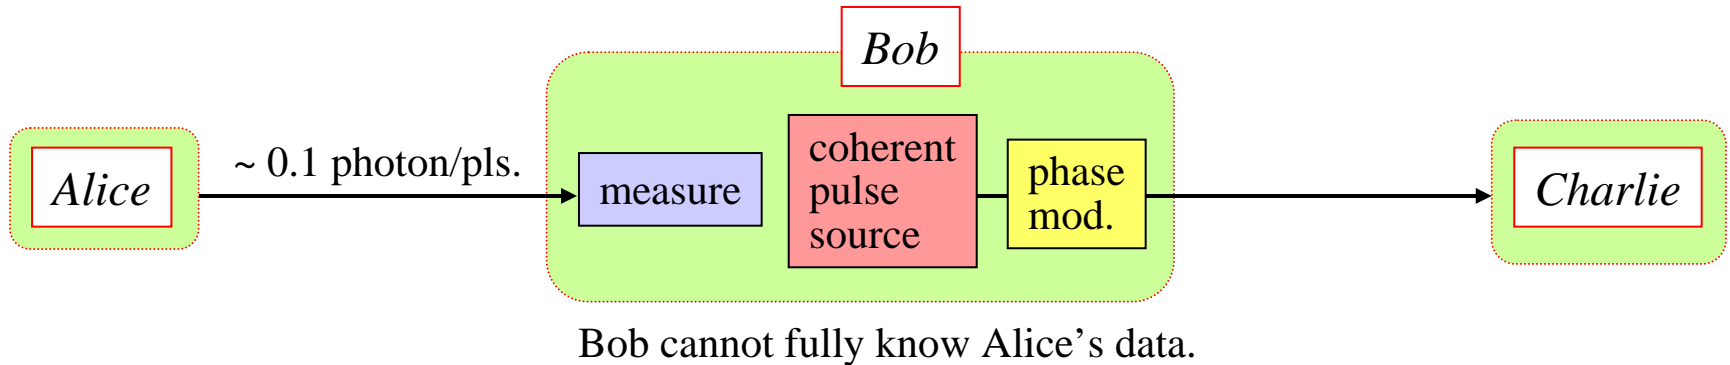 Bob
Alice
~ 0.1 photon/pls.
measure
coherent
pulse
source
phase
mod.
Charlie
Bob cannot fully know Alice’s data.